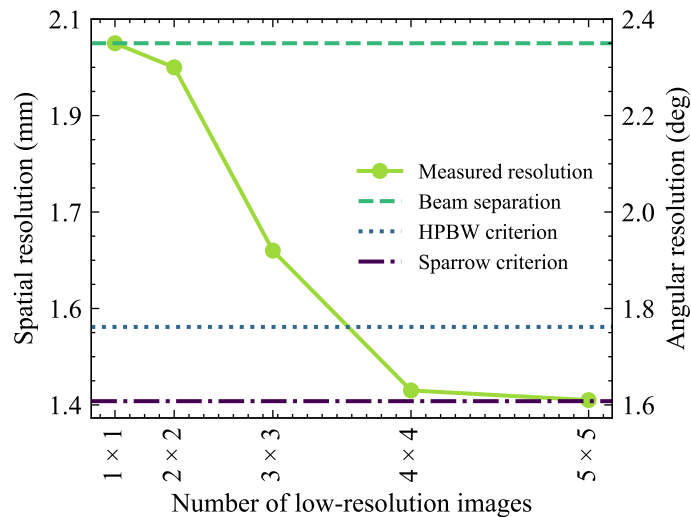 2.1
1.9
1.7
1.6
1.4
Spatial resolution (mm)
2.4
2.2
2.0
1.8
1.6
Angular resolution (deg)
Measured resolution
Beam separation
HPBW criterion
Sparrow criterion
1 × 1
2 × 2
3 × 3
4 × 4
5 × 5
Number of low-resolution images